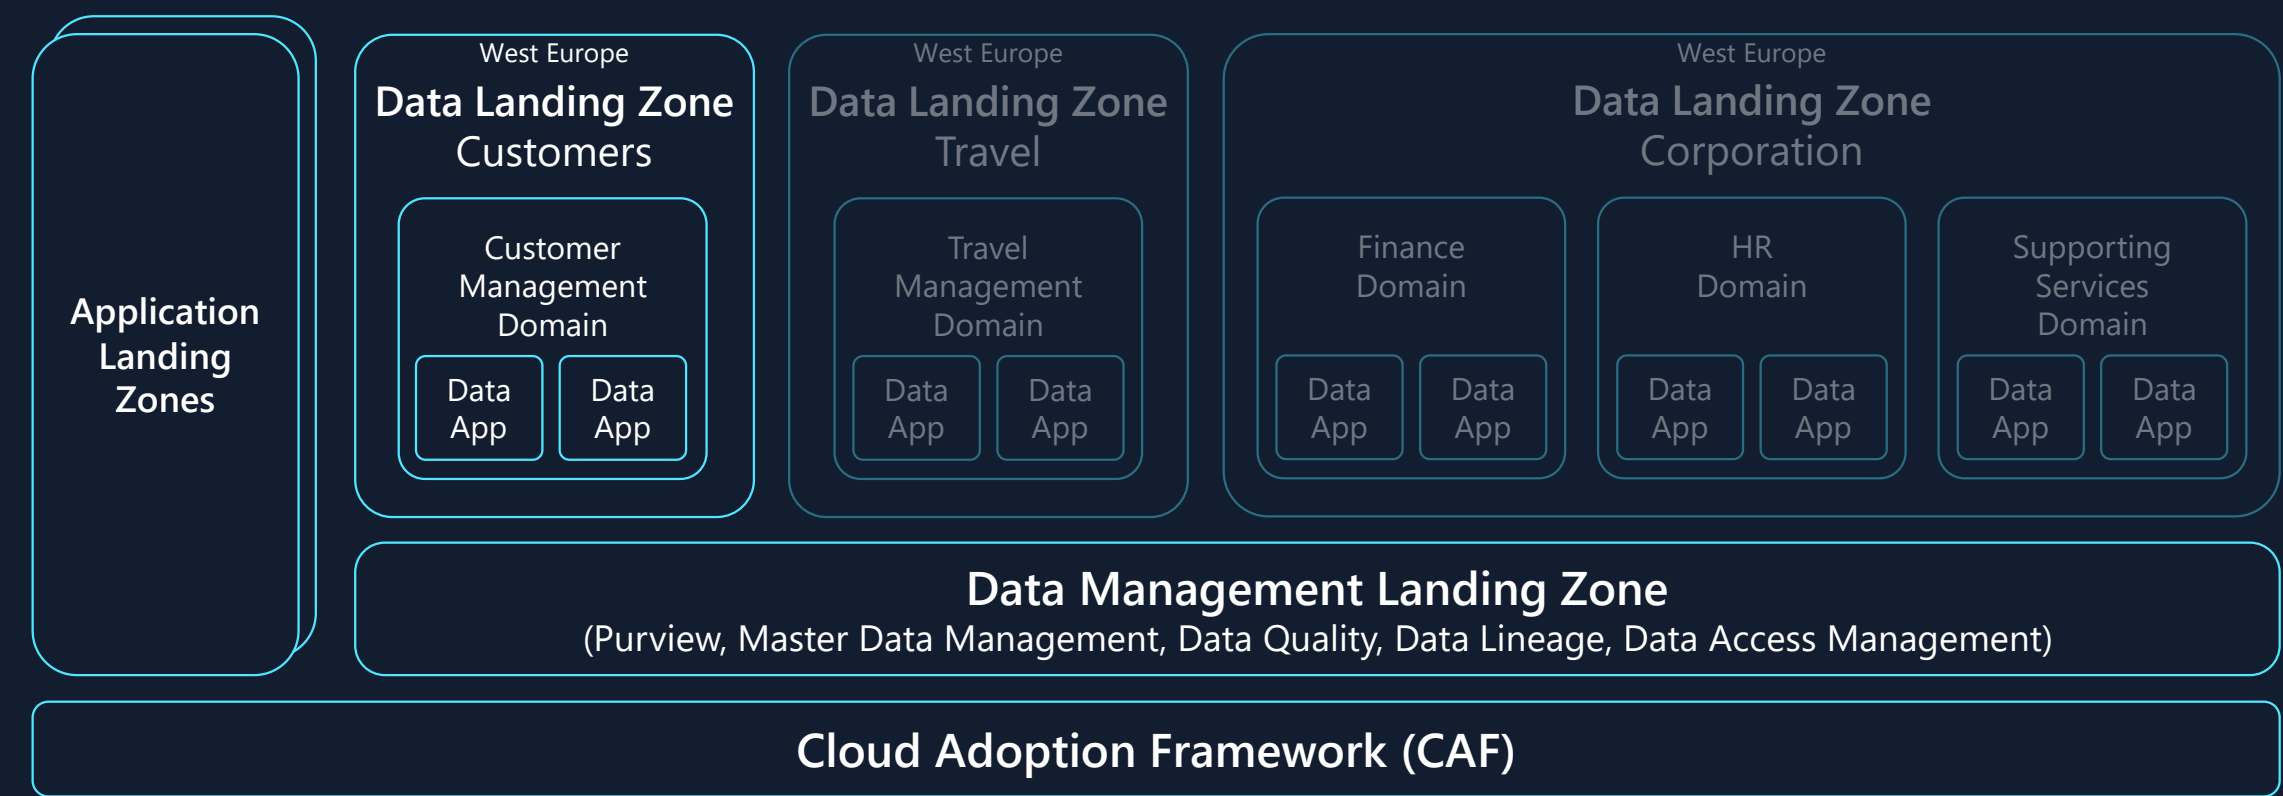 Application
Landing
Zones
West Europe
Data Landing Zone
Customers
Customer
Management
Domain
Data
App
Data
App
West Europe
Data Landing Zone
Travel
Travel
Management
Domain
Data
App
Data
App
West Europe
Data Landing Zone
Corporation
Finance
Domain
Data
App
Data
App
HR
Domain
Data
App
Data
App
Supporting
Services
Domain
Data
App
Data
App
Data Management Landing Zone
(Purview, Master Data Management, Data Quality, Data Lineage, Data Access Management)
Cloud Adoption Framework (CAF)